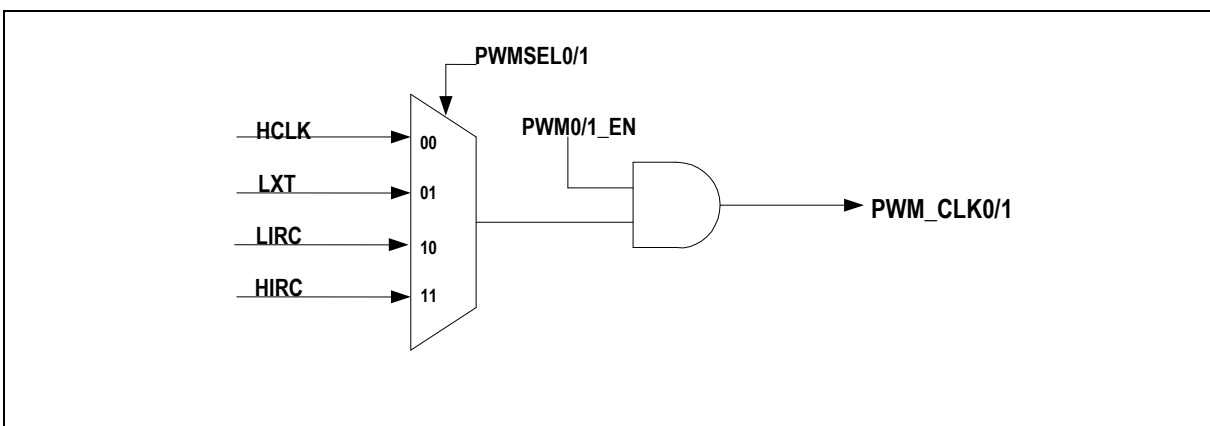 PWMSEL0/1
HCLK
00
PWM0/1_EN
LXT
01
PWM_CLK0/1
LIRC
10
HIRC
11